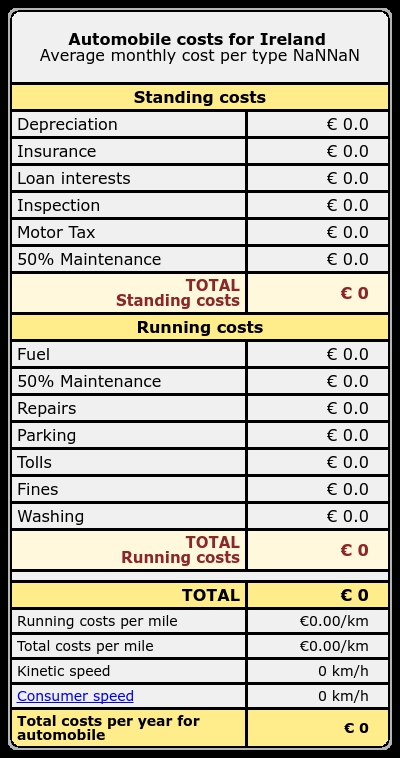 Automobile costs for Ireland
Average monthly cost per type NaNNaN
Standing costs
Depreciation € 0.0
Insurance € 0.0
Loan interests € 0.0
Inspection € 0.0
Motor Tax € 0.0
50% Maintenance € 0.0
TOTAL
Standing costs € 0
Running costs
Fuel € 0.0
50% Maintenance € 0.0
Repairs € 0.0
Parking € 0.0
Tolls € 0.0
Fines € 0.0
Washing € 0.0
TOTAL
Running costs € 0
TOTAL € 0
Running costs per mile €0.00/km
Total costs per mile €0.00/km
Kinetic speed 0 km/h
Consumer speed 0 km/h
Total costs per year for
automobile € 0